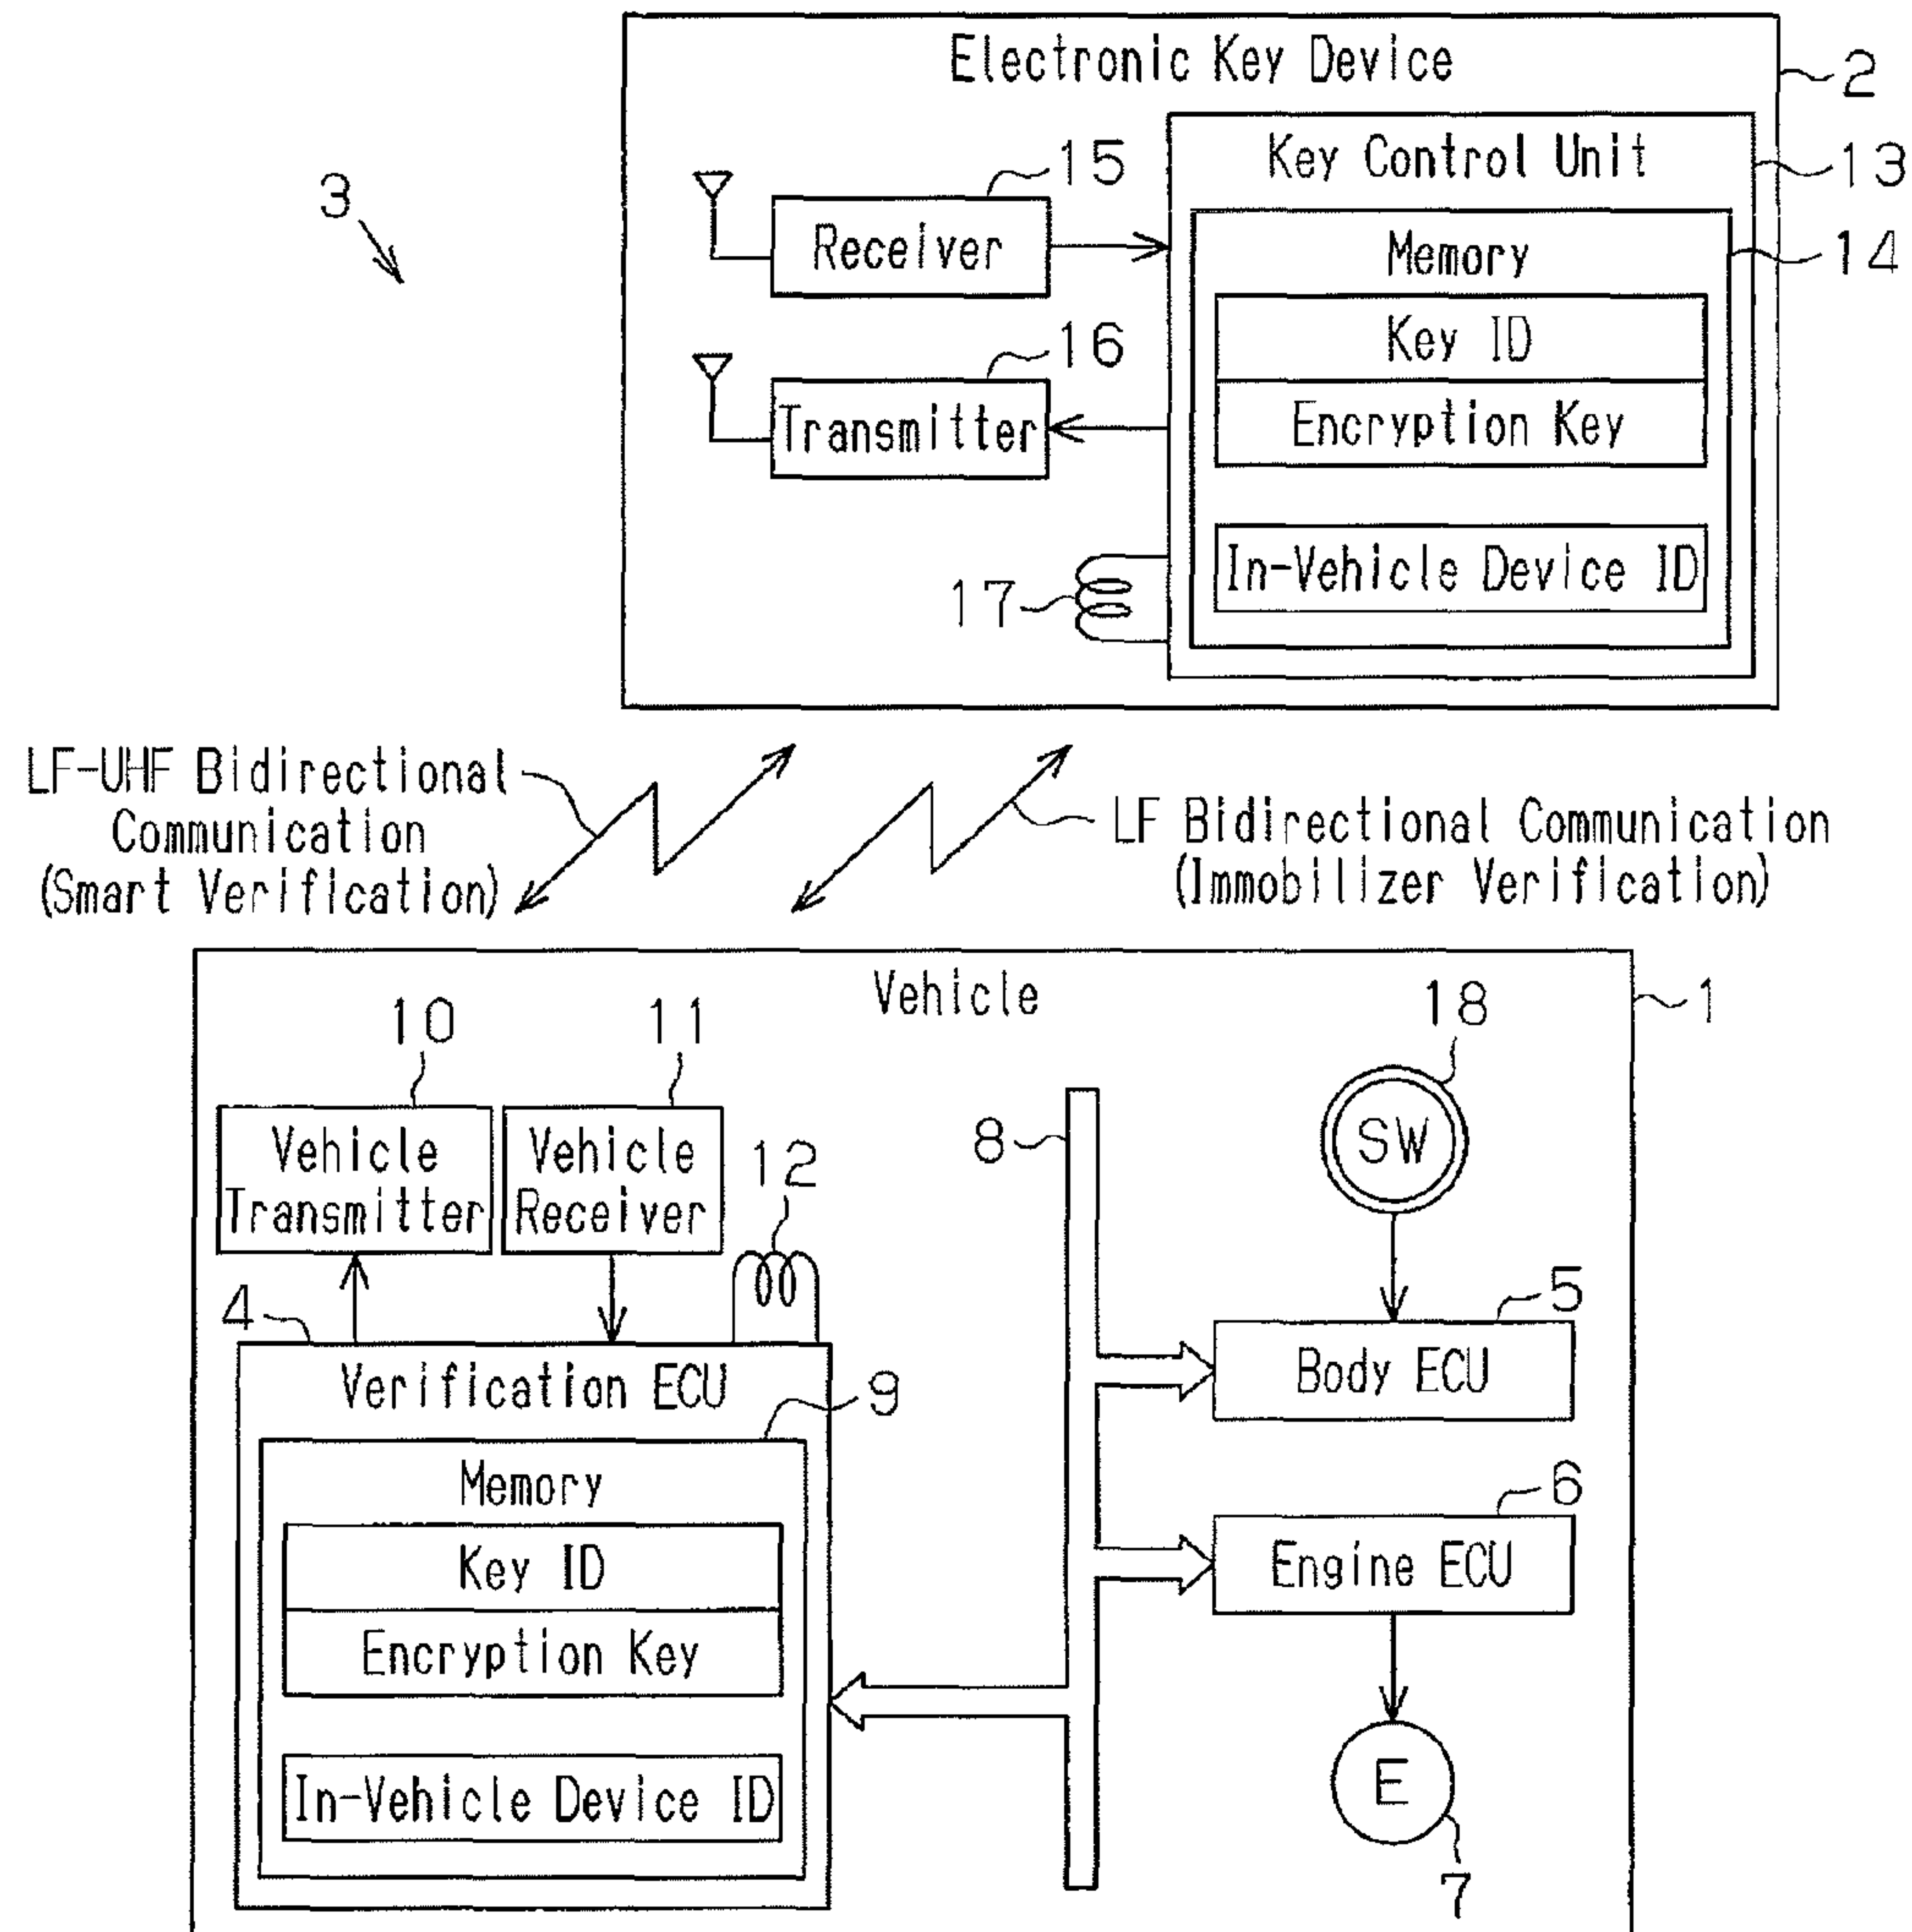 Electronic Key Device
2
Key Control Unit
13
15
3
Receiver
Memory
14
Key ID
16
Transmitter
Encryption Key
In-Vehicle Device ID
17
LF-UHF Bidirectional
Communication
(Smart Verification)
LF Bidirectional Communication
(Immobilizer Verification)
Vehicle
1
10
11
18
Vehicle
Transmitter
Vehicle
Receiver
12
8
SW
4
5
Verification ECU
9
Body ECU
Memory
6
Key ID
Engine ECU
Encryption Key
In-Vehicle Device ID
E
7